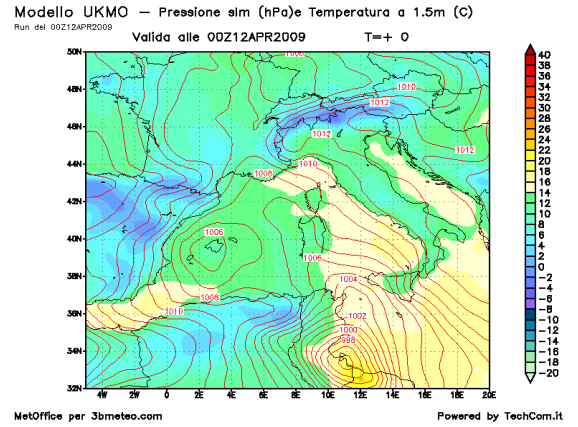 Modello UKMO — Pressione slm (hPa)e Temperatura a 1.5m (C)
Run del 00Z12APR2009
Valida alle 00Z12APR2009 T=+ 0
50N
48N
46N
44N
42N
40N
38N
36N
34N
32N
4W 2W 0 2E 4E 6E 8E 10E 12E 14E 16E 18E 20E
1006
1010
1012
1012
1012
1010
1008
1006
1006
1004
1008
1010
1002
1000
998
40
38
36
34
32
30
28
26
24
22
20
18
16
14
12
10
8
6
4
2
0
−2
−4
−6
−8
−10
−12
−14
−16
−18
−20
MetOffice per 3bmeteo.com
Powered by TechCom.it